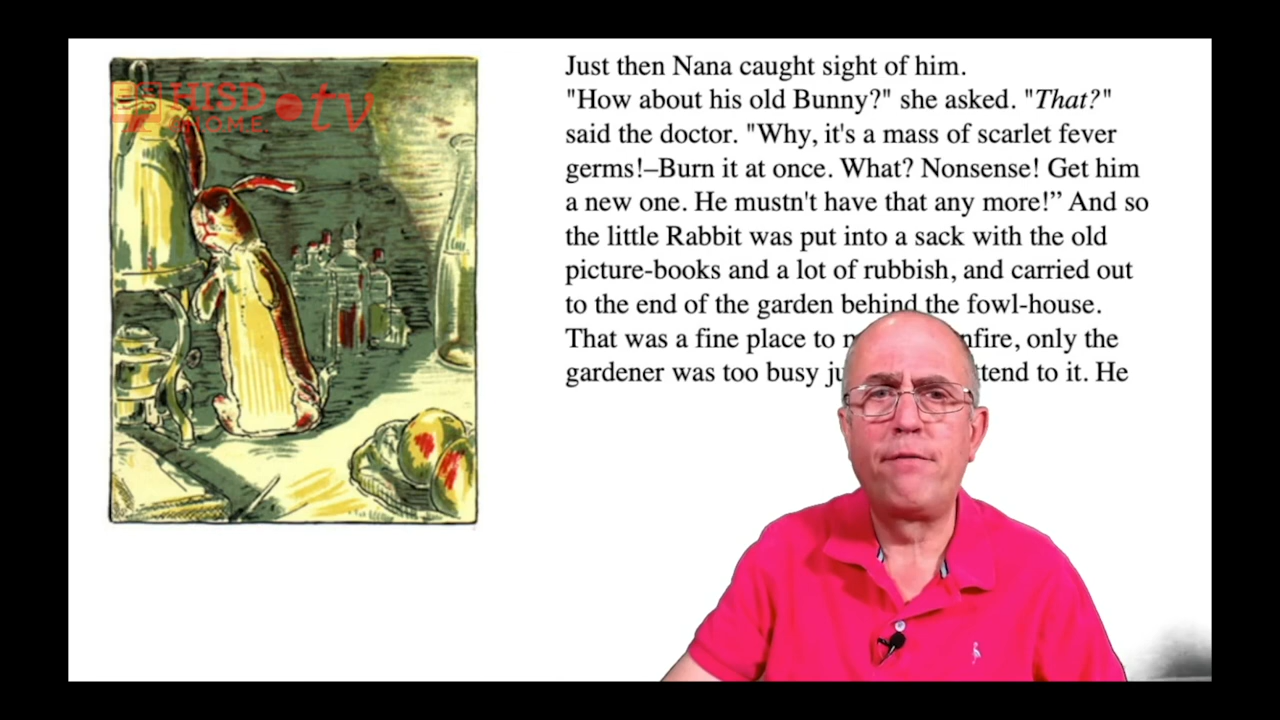 HISD
@H.O.M.E.
tv
Just then Nana caught sight of him.
"How about his old Bunny?" she asked. "That?"
said the doctor. "Why, it's a mass of scarlet fever
germs!–Burn it at once. What? Nonsense! Get him
a new one. He mustn't have that any more!” And so
the little Rabbit was put into a sack with the old
picture-books and a lot of rubbish, and carried out
to the end of the garden behind the fowl-house.
That was a fine place to nfire, only the
gardener was too busy ju ttend to it. He